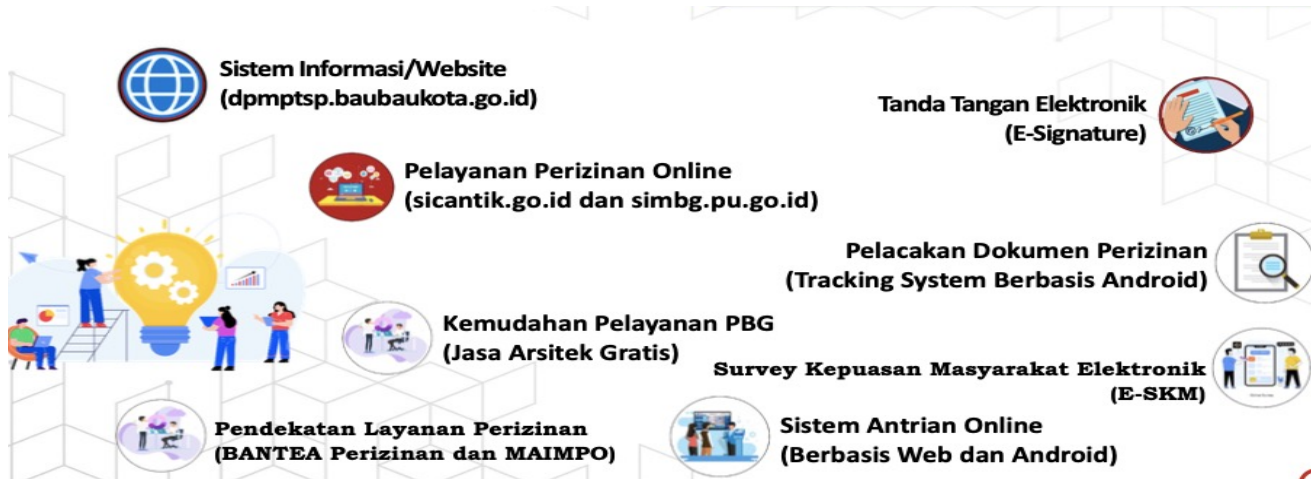 Sistem Informasi/Website
(dpmptsp.baubaukota.go.id)
Tanda Tangan Elektronik
(E-Signature)
Pelayanan Perizinan Online
(sicantik.go.id dan simbg.pu.go.id)
Pelacakan Dokumen Perizinan
(Tracking System Berbasis Android)
Kemudahan Pelayanan PBG
(Jasa Arsitek Gratis)
Survey Kepuasan Masyarakat Elektronik
(E-SKM)
Pendekatan Layanan Perizinan
(BANTEA Perizinan dan MAIMPO)
Sistem Antrian Online
(Berbasis Web dan Android)